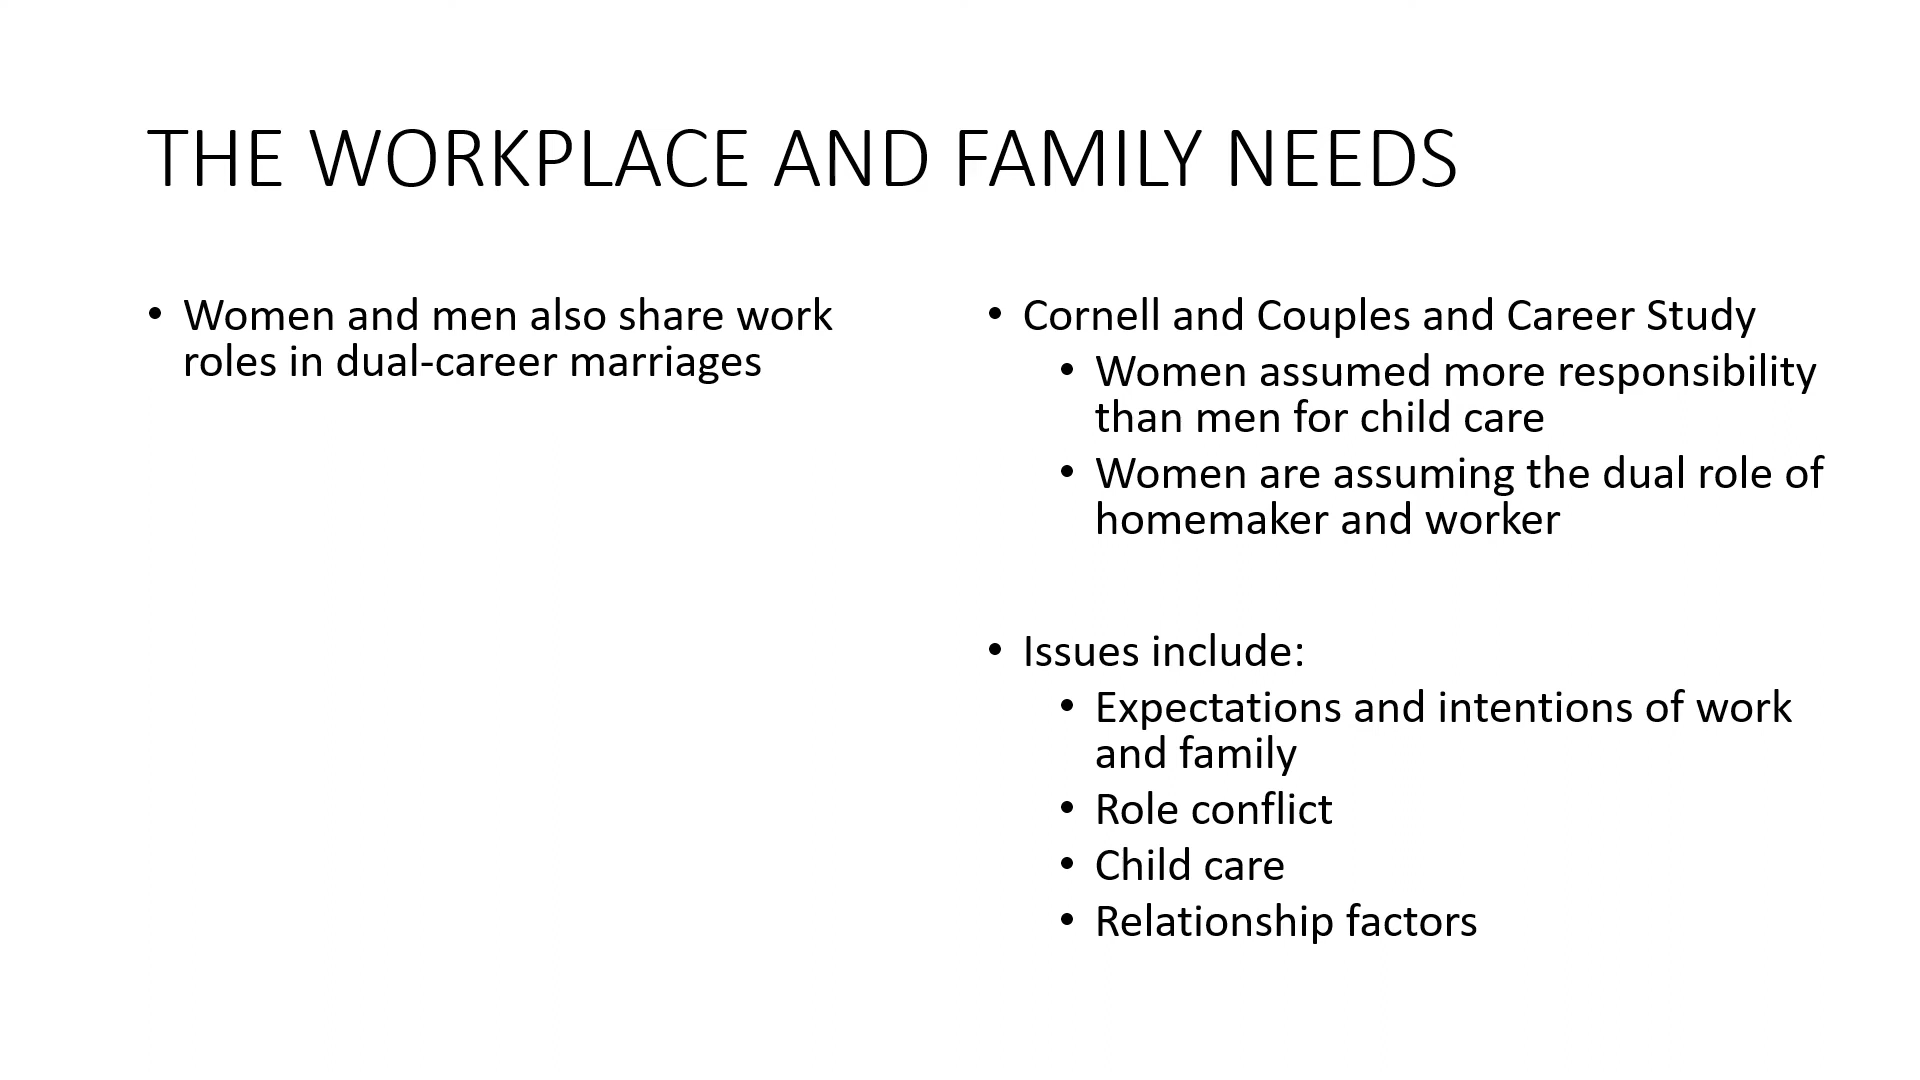 THE WORKPLACE AND FAMILY NEEDS
• Women and men also share work
roles in dual-career marriages
• Cornell and Couples and Career Study
• Women assumed more responsibility
than men for child care
• Women are assuming the dual role of
homemaker and worker
• Issues include:
• Expectations and intentions of work
and family
• Role conflict
• Child care
• Relationship factors